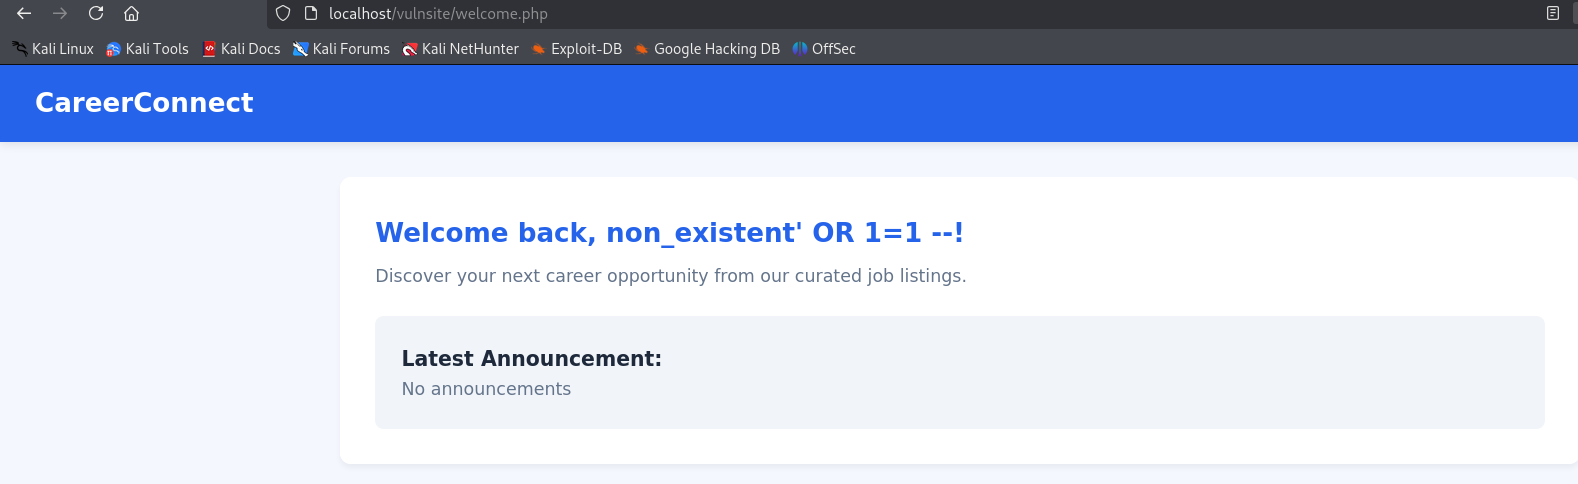 localhost/vulnsite/welcome.php
Kali Linux Kali Tools Kali Docs Kali Forums Kali NetHunter Exploit-DB Google Hacking DB OffSec
CareerConnect
Welcome back, non_existent' OR 1=1 --!
Discover your next career opportunity from our curated job listings.
Latest Announcement:
No announcements